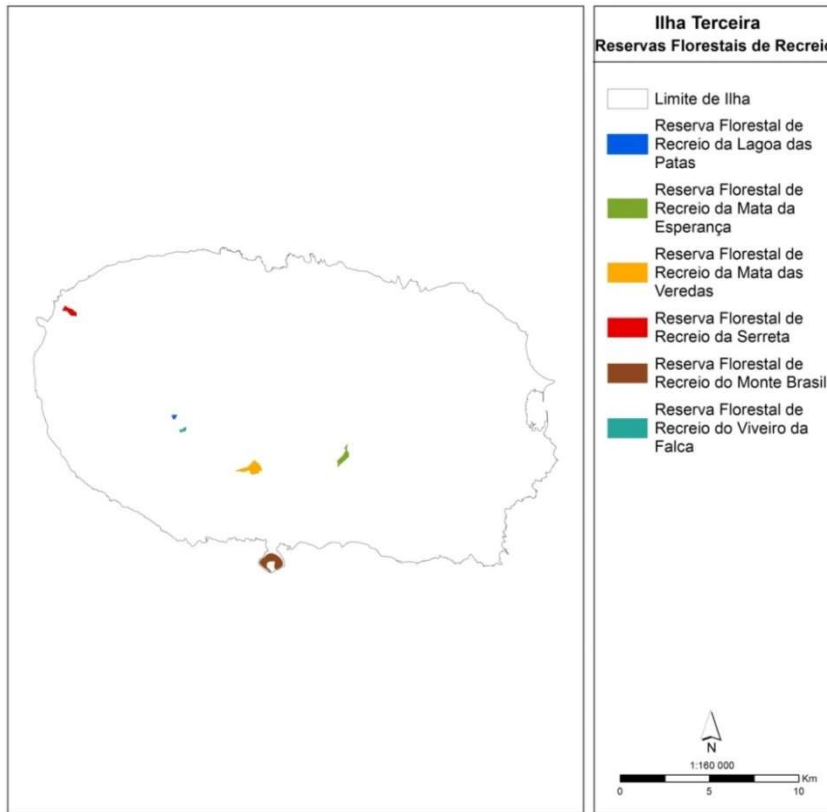 Ilha Terceira
Reservas Florestais de Recreio
Limite de Ilha
Reserva Florestal de
Recreio da Lagoa das
Patas
Reserva Florestal de
Recreio da Mata da
Esperança
Reserva Florestal de
Recreio da Mata das
Veredas
Reserva Florestal de
Recreio da Serreta
Reserva Florestal de
Recreio do Monte Brasil
Reserva Florestal de
Recreio do Viveiro da
Falca
N
1:160 000
Km
0 5 10